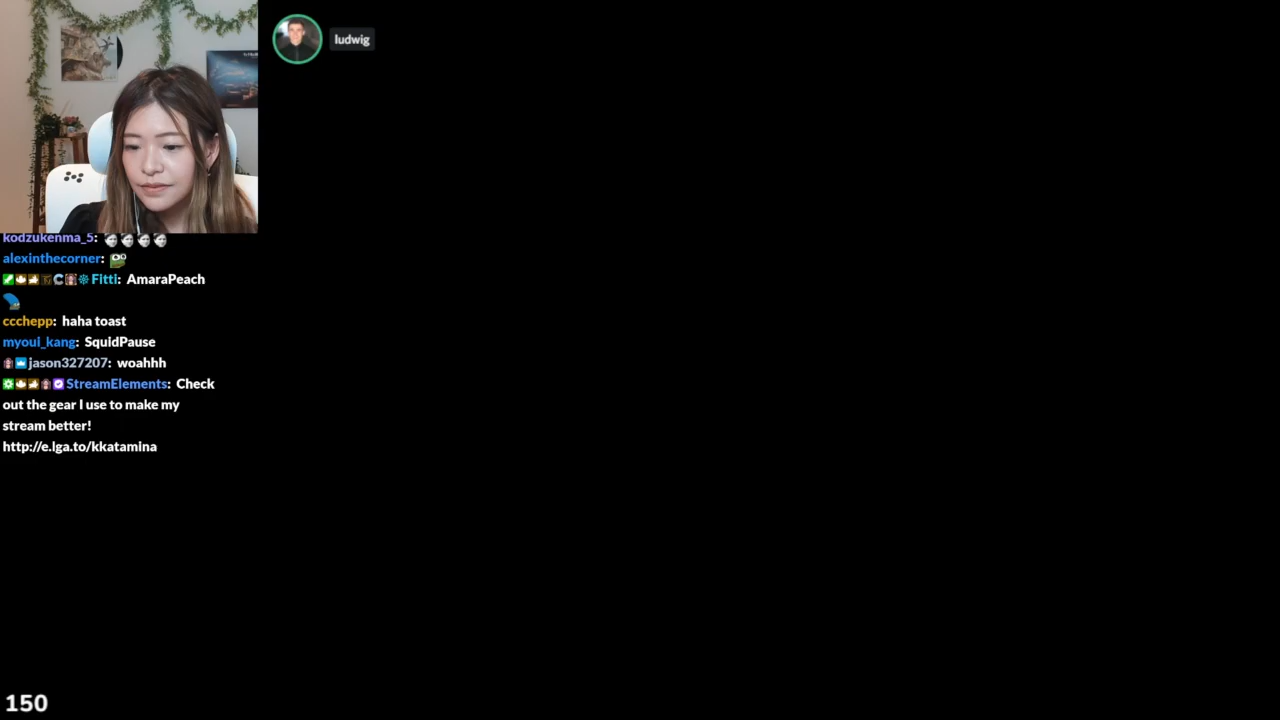 ludwig
kodzukenma_5:
alexinthecorner:
Fitti: AmaraPeach
ccchepp: haha toast
myoui_kang: SquidPause
jason327207: woahhh
StreamElements: Check
out the gear I use to make my
stream better!
http://e.lga.to/kkatamina
150